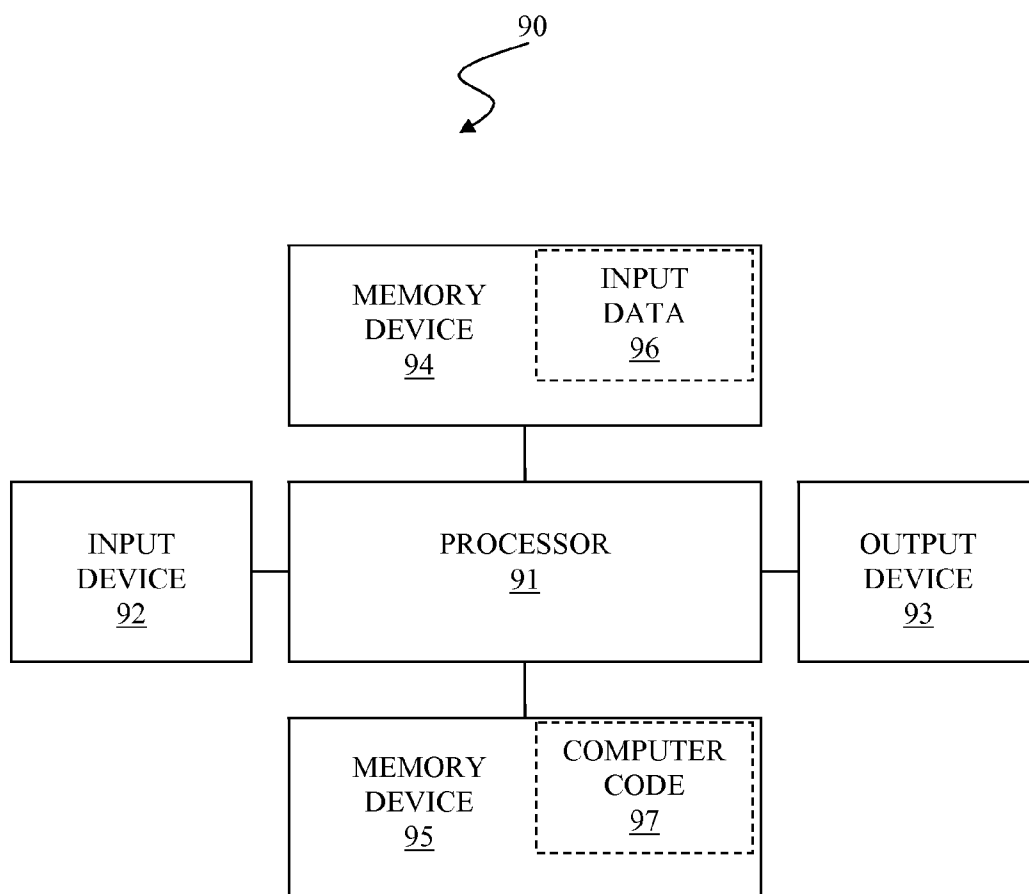 90
MEMORY
DEVICE
94
INPUT
DATA
96
INPUT
DEVICE
92
PROCESSOR
91
OUTPUT
DEVICE
93
MEMORY
DEVICE
95
COMPUTER
CODE
97